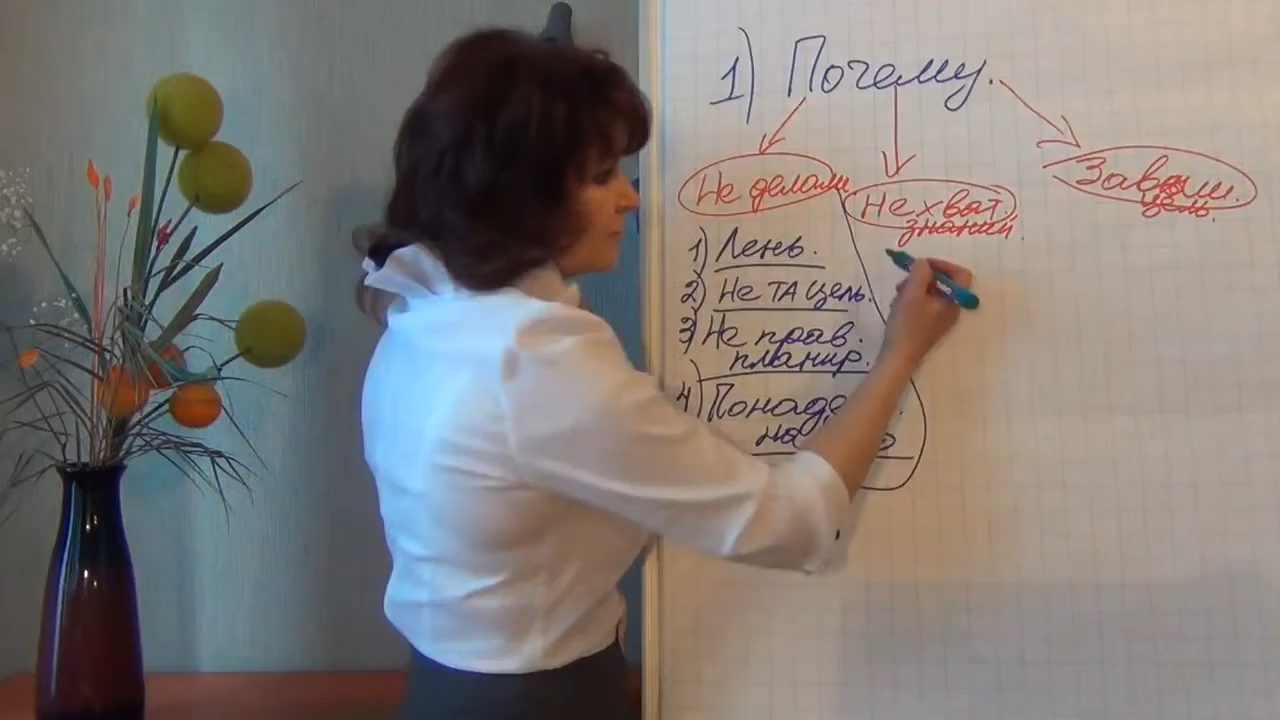 1) Почему.
Не делаем
Не хват.
знаний.
Завыш.
цель.
1) Лень.
2) Не ТА цель.
3) Не прав.
планир.
4)